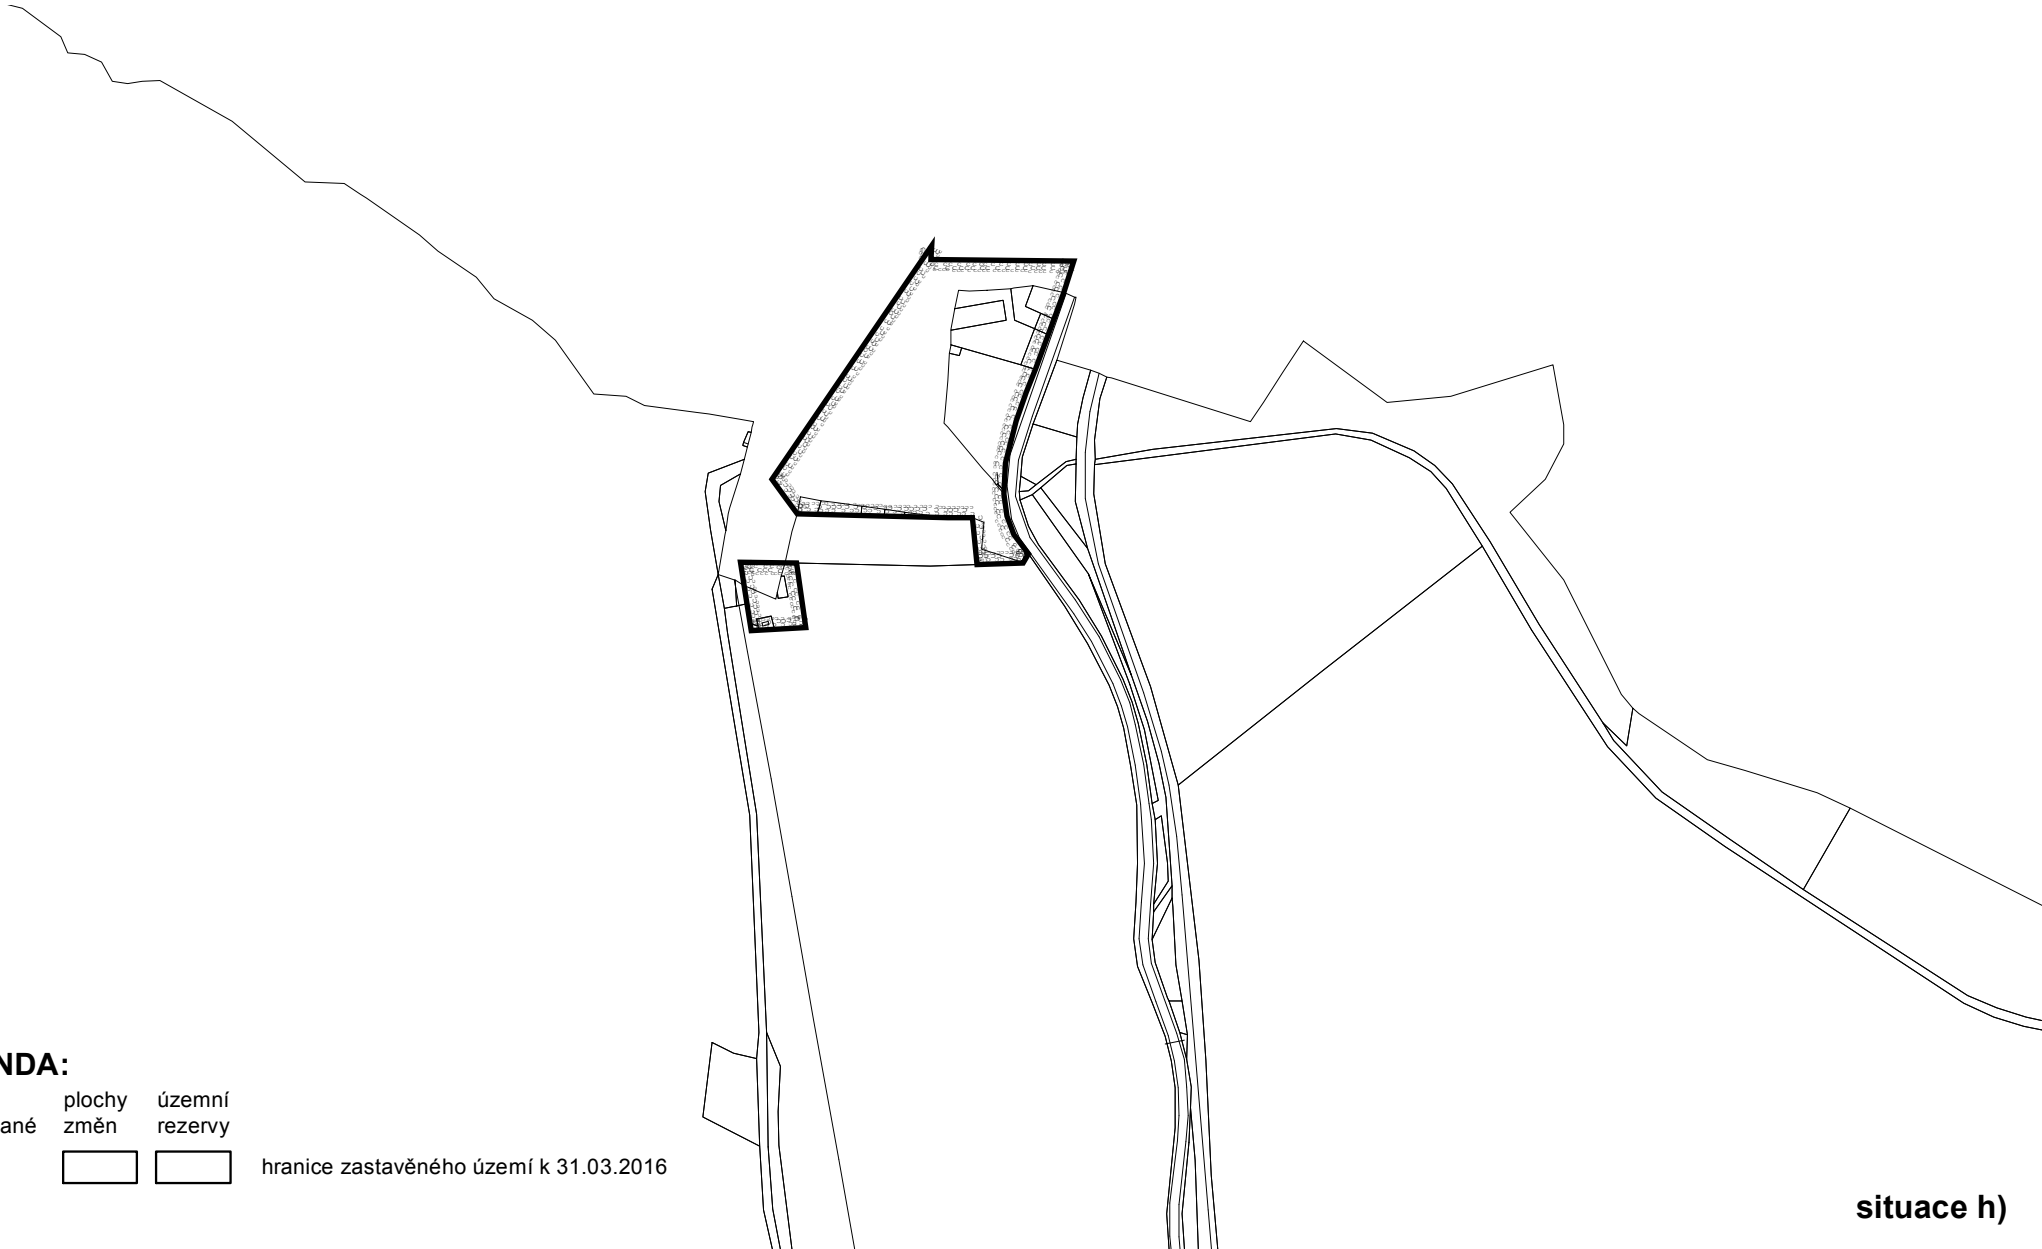 NDA:
plochy územní
ané změn rezervy
hranice zastavěného území k 31.03.2016
situace h)